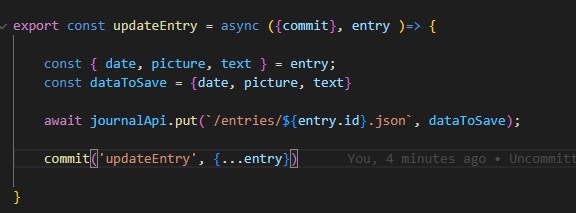 export const updateEntry = async ({commit}, entry )=> {
const { date, picture, text } = entry;
const dataToSave = {date, picture, text}
await journalApi.put(`/entries/${entry.id}.json`, dataToSave);
commit('updateEntry', {...entry}) You, 4 minutes ago • Uncommitt
}